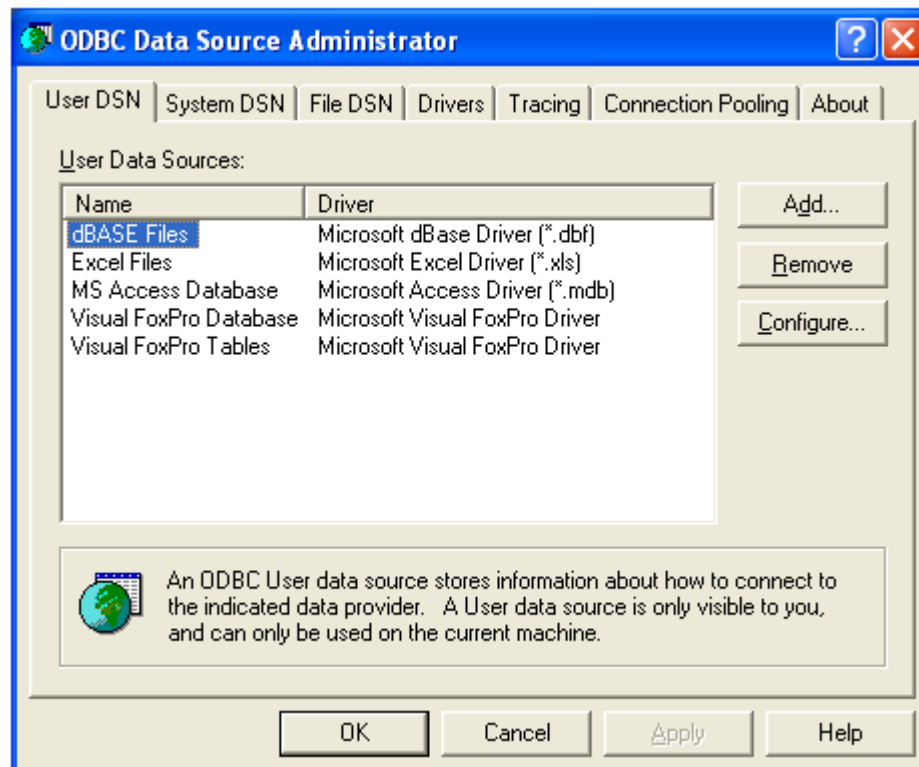 ODBC Data Source Administrator
User DSN System DSN File DSN Drivers Tracing Connection Pooling About
User Data Sources:
Name Driver
dBASE Files Microsoft dBase Driver (*.dbf)
Excel Files Microsoft Excel Driver (*.xls)
MS Access Database Microsoft Access Driver (*.mdb)
Visual FoxPro Database Microsoft Visual FoxPro Driver
Visual FoxPro Tables Microsoft Visual FoxPro Driver
Add...
Remove
Configure...
An ODBC User data source stores information about how to connect to
the indicated data provider. A User data source is only visible to you,
and can only be used on the current machine.
OK Cancel Apply Help